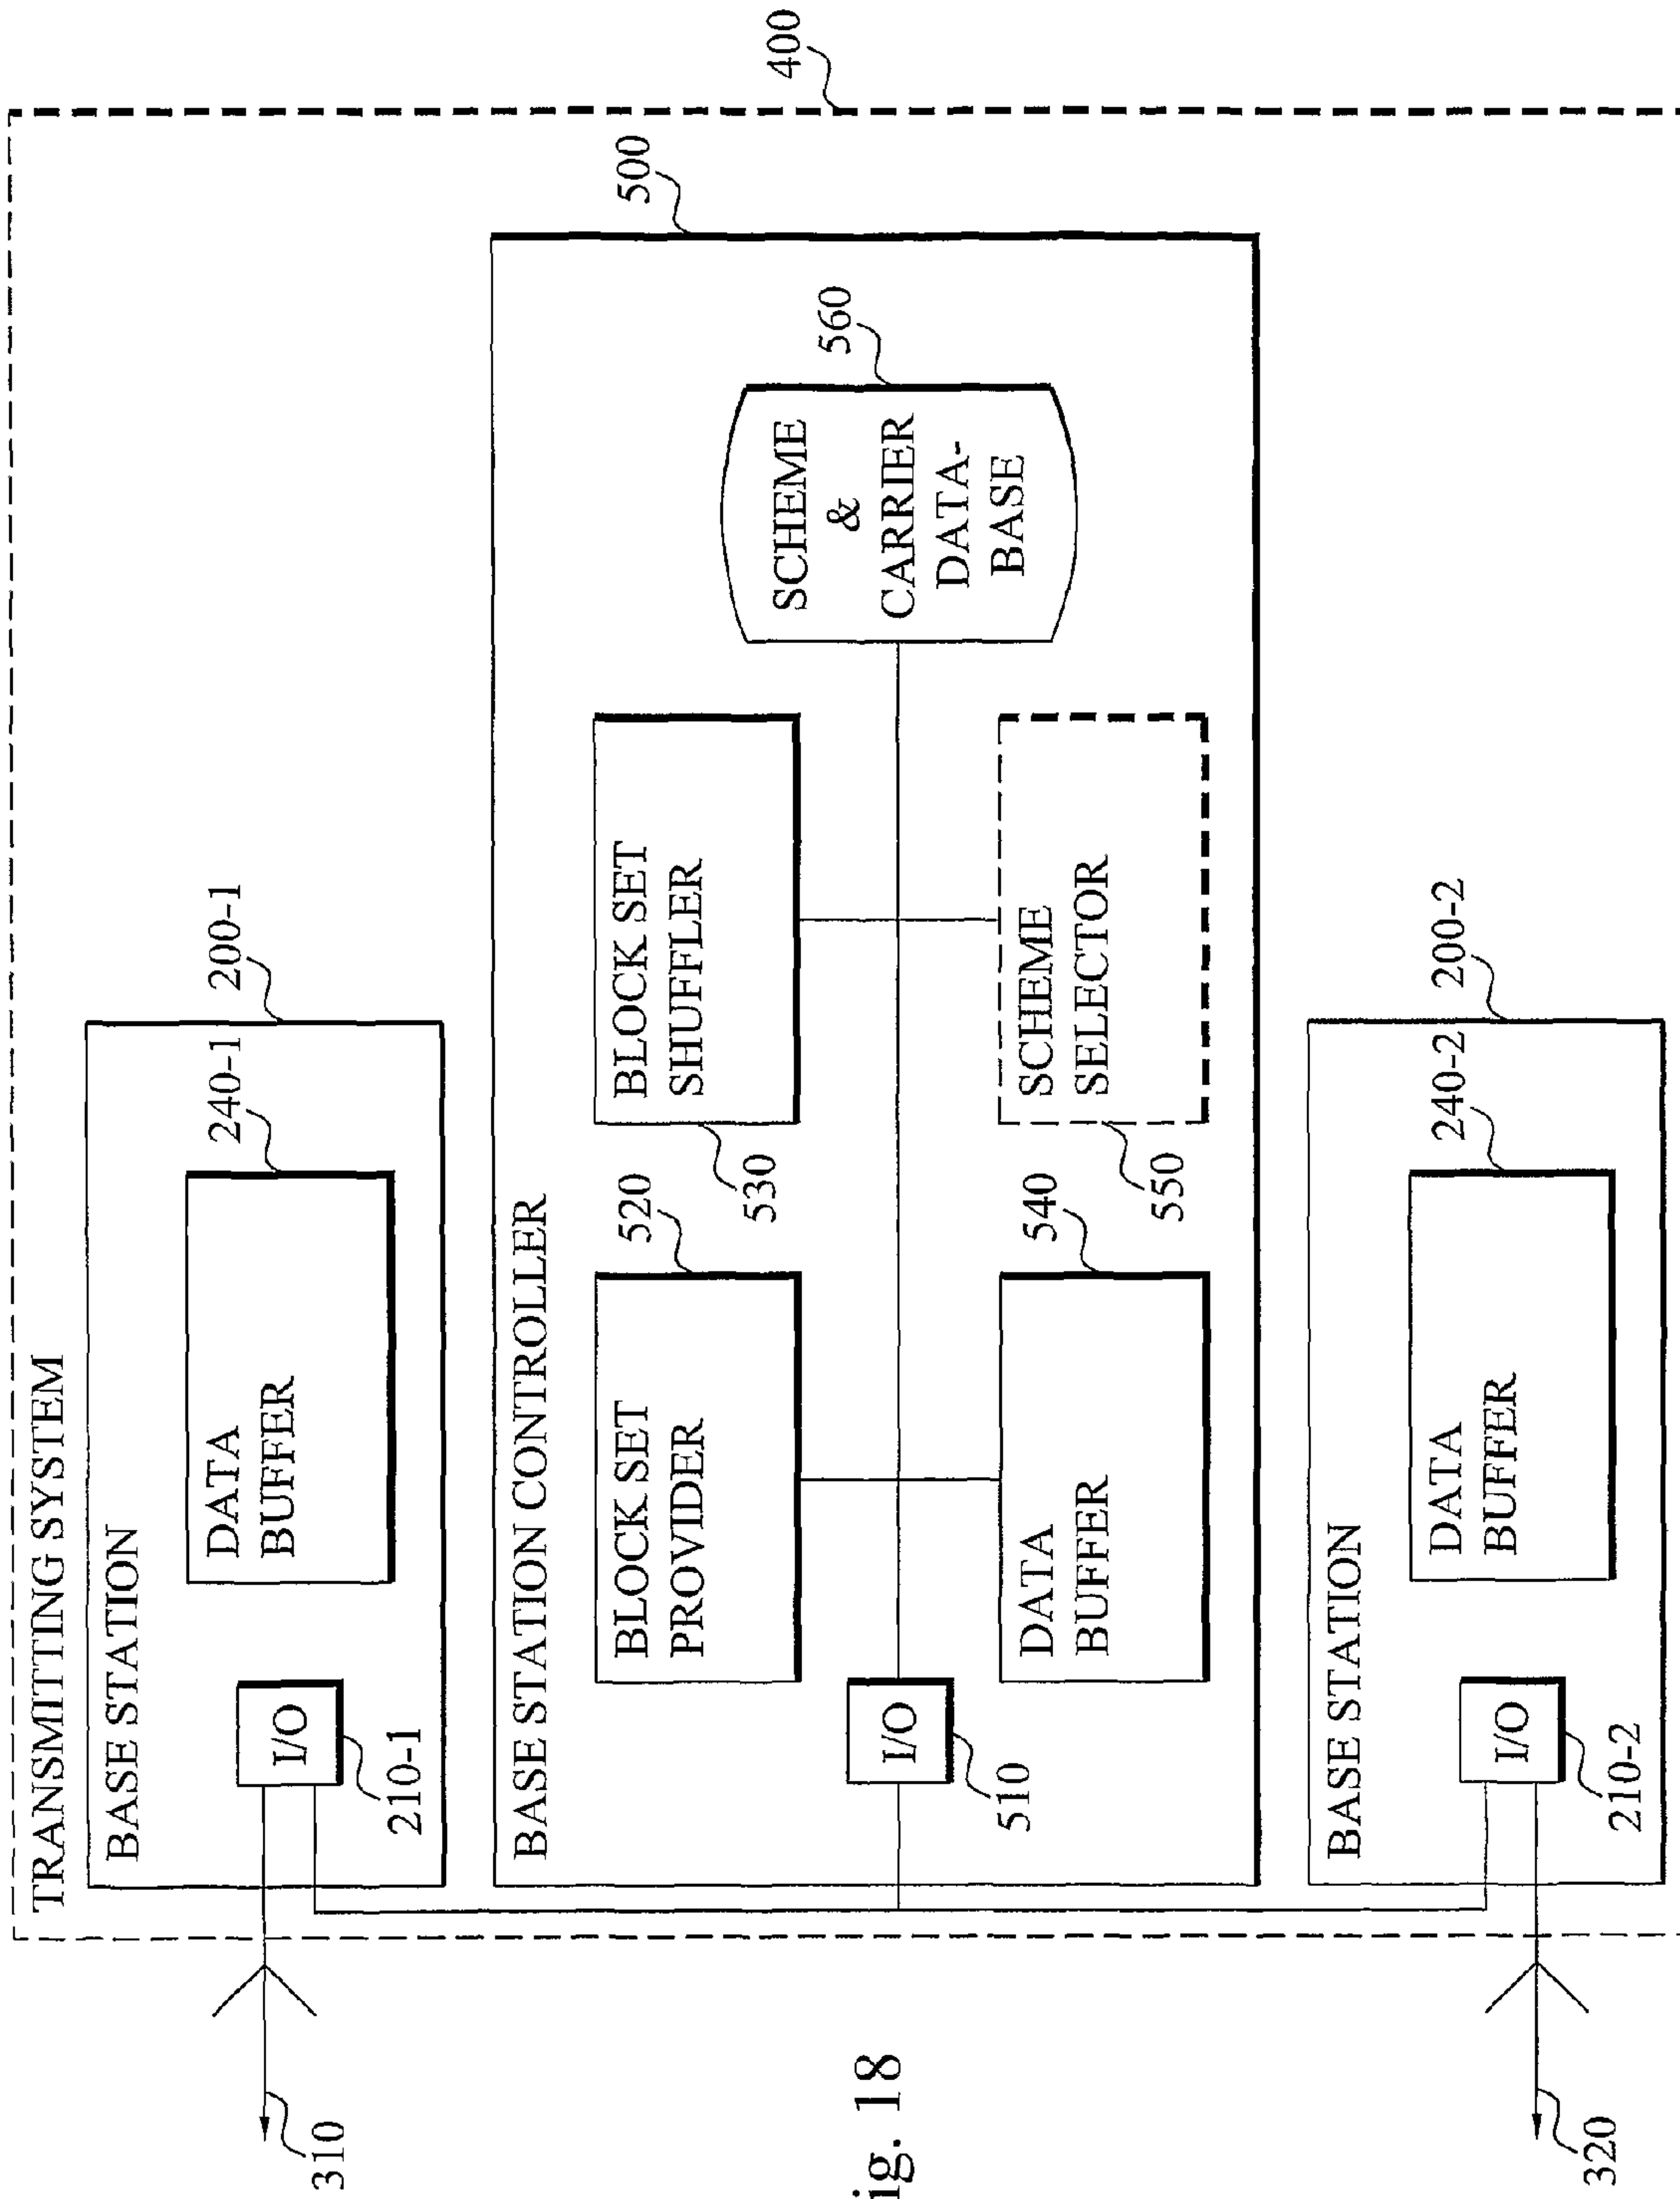 TRANSMITTING SYSTEM
400
BASE STATION
200-1
DATA
BUFFER
240-1
I/O
210-1
310
BASE STATION CONTROLLER
500
BLOCK SET
PROVIDER
520
BLOCK SET
SHUFFLER
530
I/O
510
SCHEME
&
CARRIER
DATA-
BASE
560
DATA
BUFFER
540
SCHEME
SELECTOR
550
BASE STATION
200-2
DATA
BUFFER
240-2
I/O
210-2
320
ig. 18